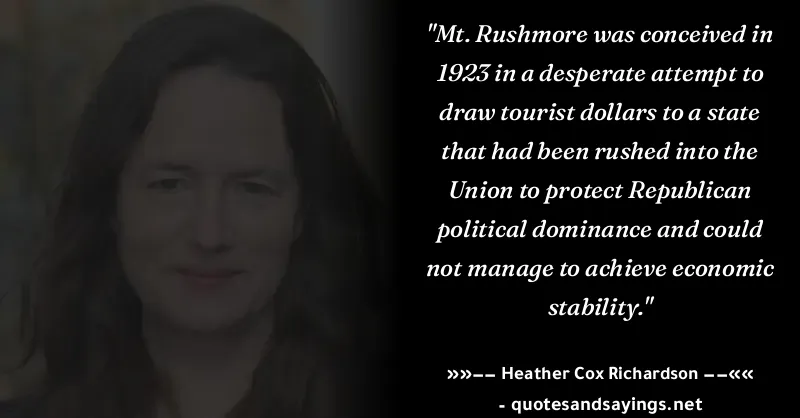 "Mt. Rushmore was conceived in
1923 in a desperate attempt to
draw tourist dollars to a state
that had been rushed into the
Union to protect Republican
political dominance and could
not manage to achieve economic
stability."
»»−− Heather Cox Richardson −−««
- quotesandsayings.net